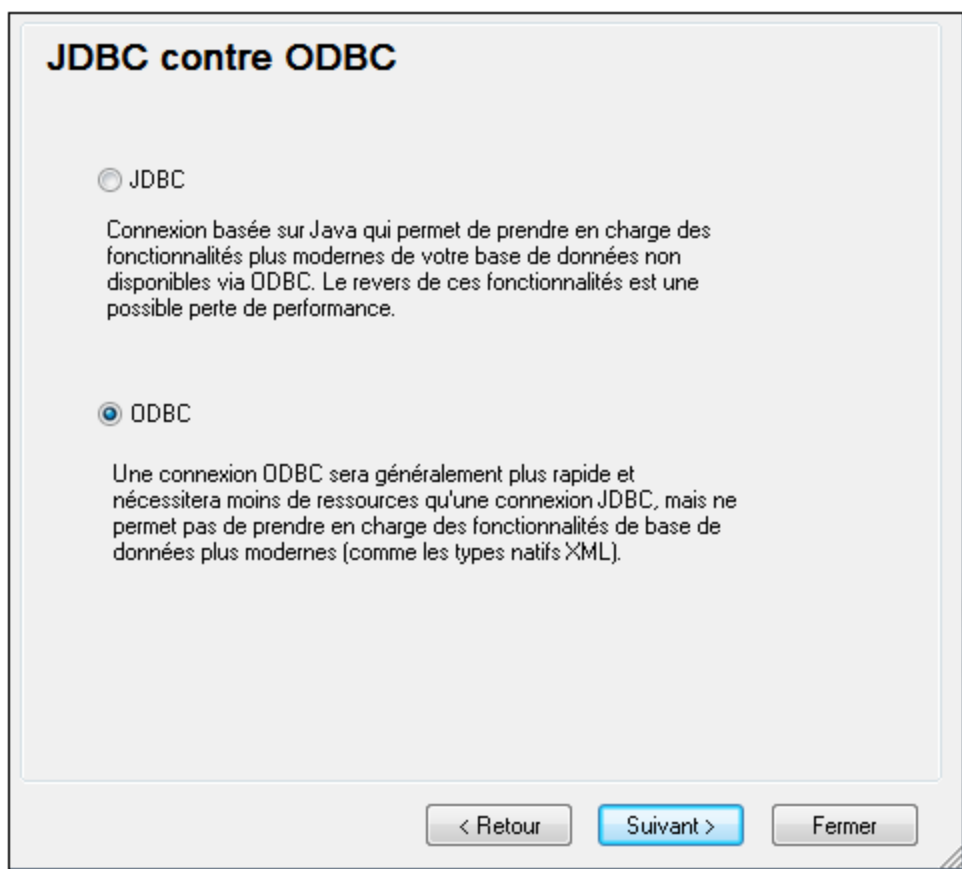 JDBC contre ODBC
JDBC
Connexion basée sur Java qui permet de prendre en charge des
fonctionnalités plus modernes de votre base de données non
disponibles via ODBC. Le revers de ces fonctionnalités est une
possible perte de performance.
ODBC
Une connexion ODBC sera généralement plus rapide et
nécessitera moins de ressources qu'une connexion JDBC, mais ne
permet pas de prendre en charge des fonctionnalités de base de
données plus modernes (comme les types natifs XML).
< Retour
Suivant >
Fermer